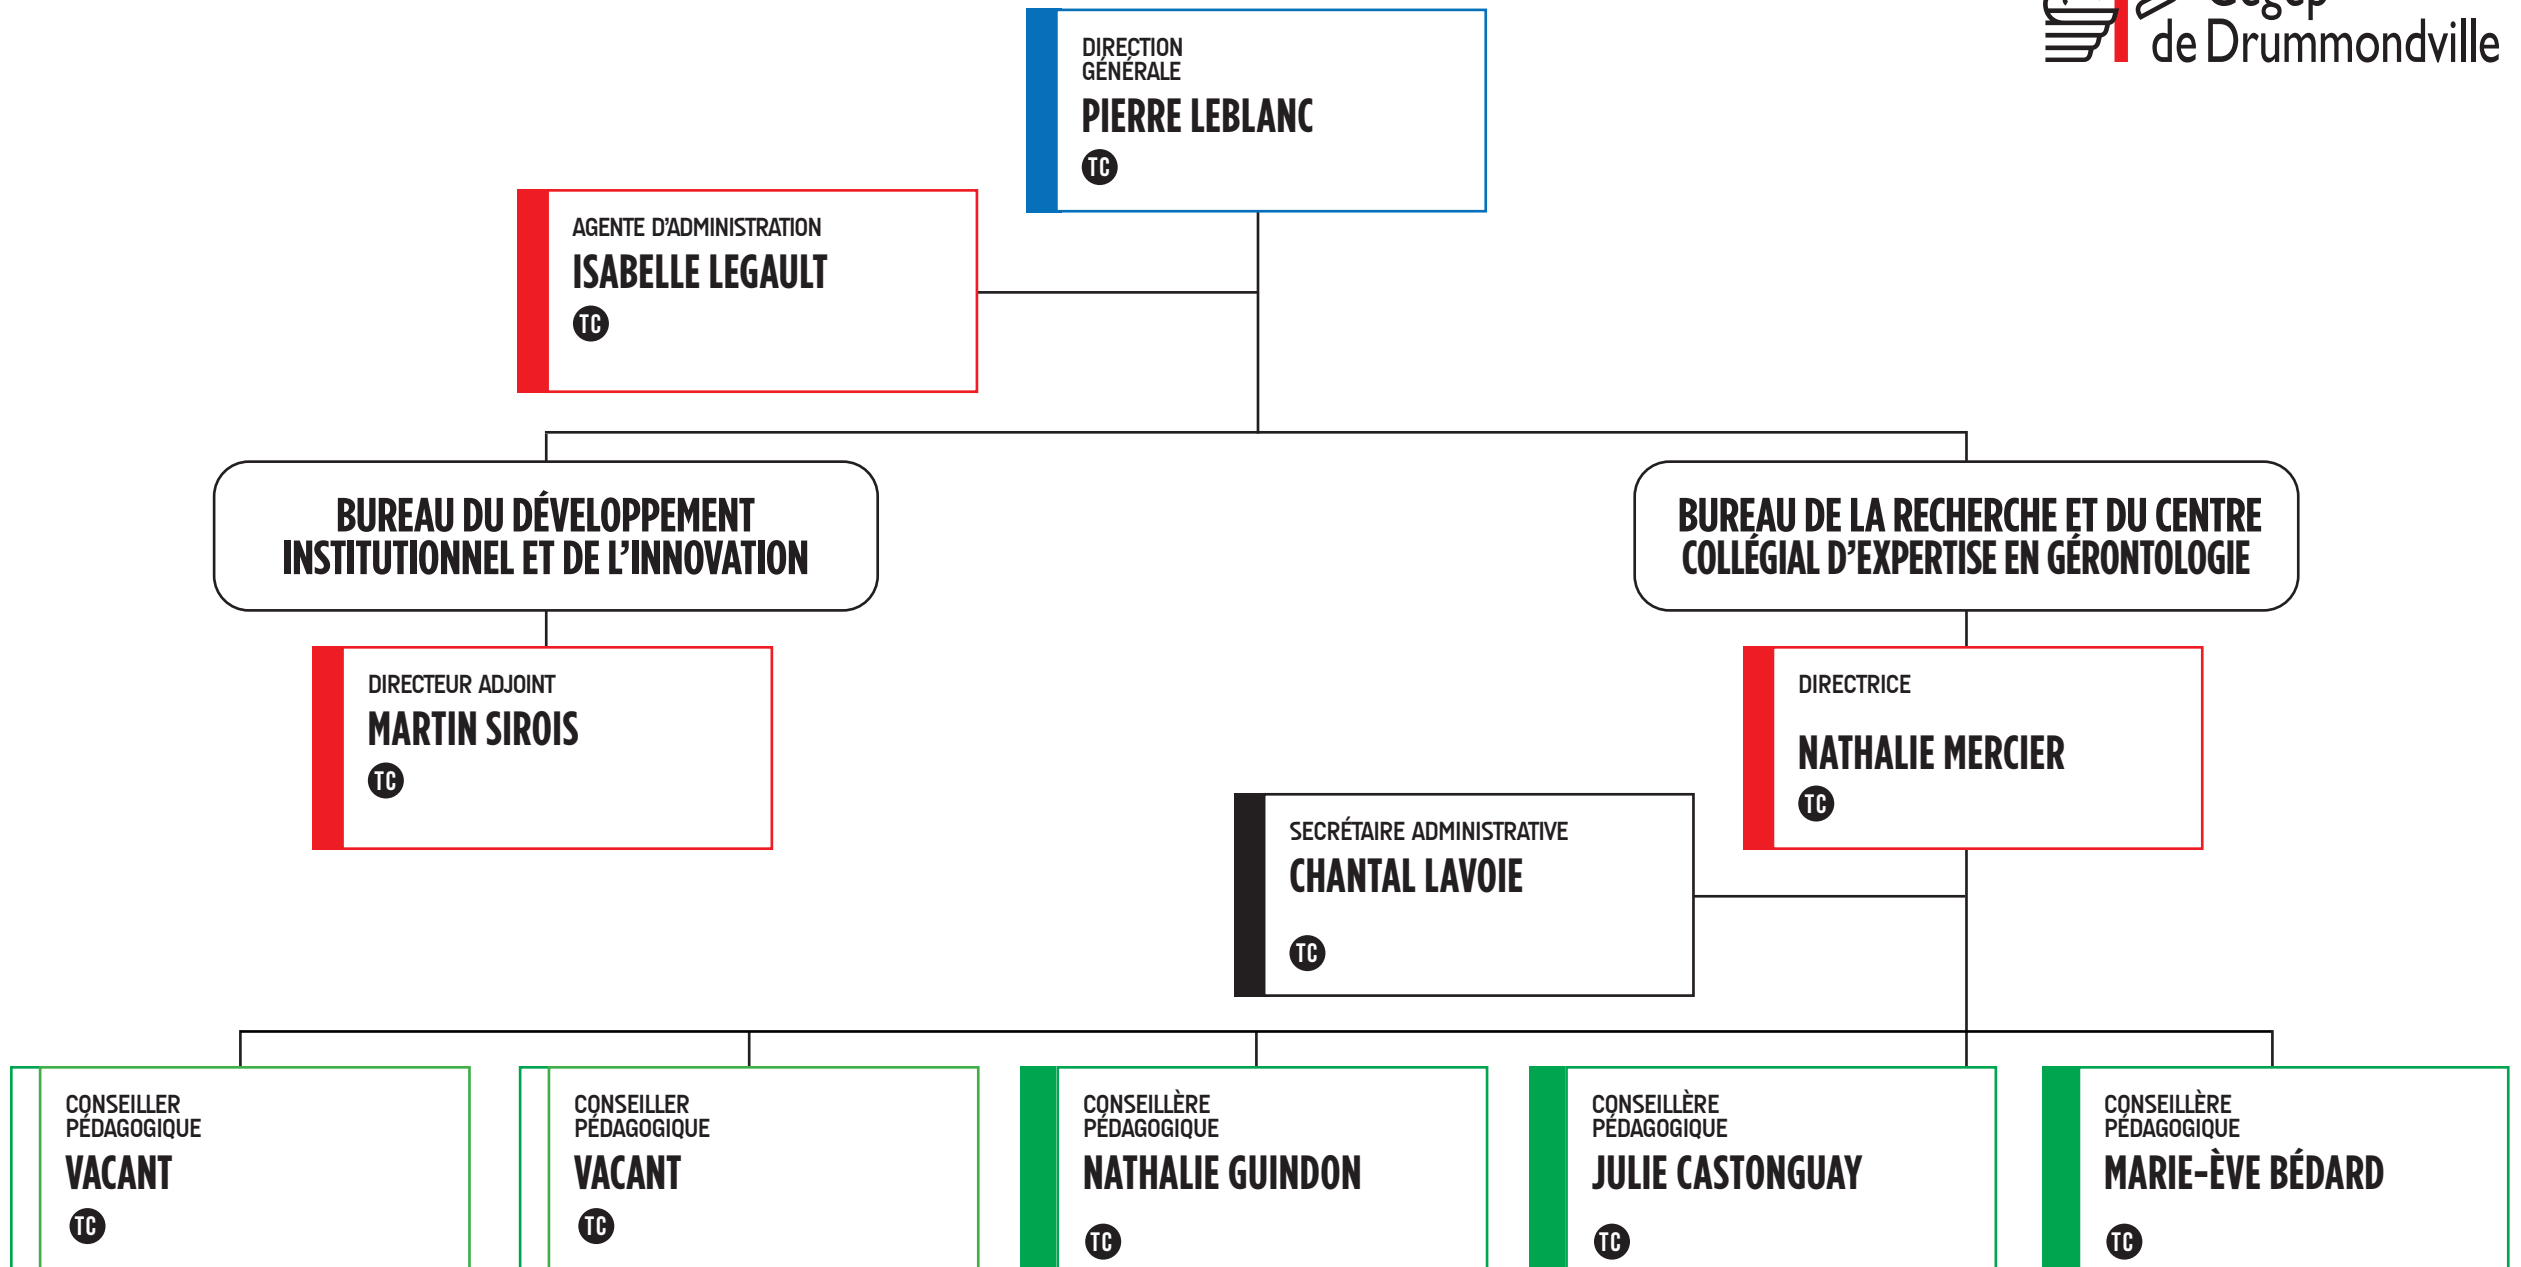 Cégep
de Drummondville
DIRECTION
GÉNÉRALE
PIERRE LEBLANC
TC
AGENTE D'ADMINISTRATION
ISABELLE LEGAULT
TC
BUREAU DU DÉVELOPPEMENT
INSTITUTIONNEL ET DE L'INNOVATION
BUREAU DE LA RECHERCHE ET DU CENTRE
COLLÉGIAL D'EXPERTISE EN GÉRONTOLOGIE
DIRECTEUR ADJOINT
MARTIN SIROIS
TC
DIRECTRICE
NATHALIE MERCIER
TC
SECRÉTAIRE ADMINISTRATIVE
CHANTAL LAVOIE
TC
CONSEILLER
PÉDAGOGIQUE
VACANT
TC
CONSEILLER
PÉDAGOGIQUE
VACANT
TC
CONSEILLÈRE
PÉDAGOGIQUE
NATHALIE GUINDON
TC
CONSEILLÈRE
PÉDAGOGIQUE
JULIE CASTONGUAY
TC
CONSEILLÈRE
PÉDAGOGIQUE
MARIE-ÈVE BÉDARD
TC